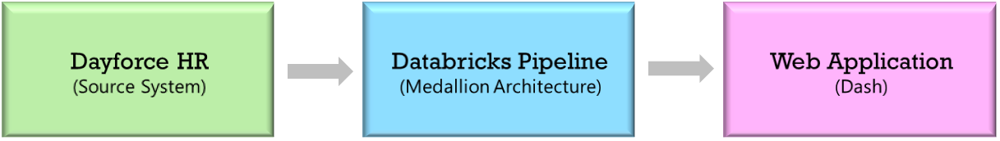 Dayforce HR
(Source System)
Databricks Pipeline
(Medallion Architecture)
Web Application
(Dash)